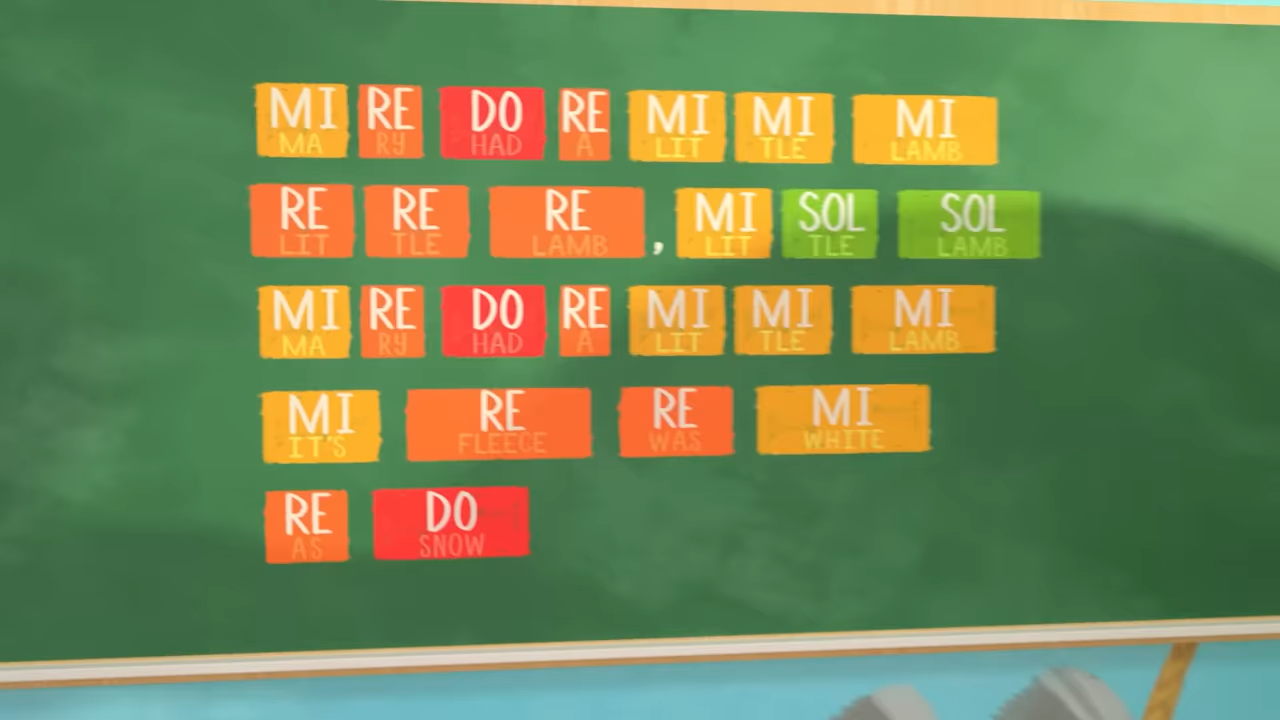 MI RE DO RE MI MI MI
MA RY HAD A LIT TLE LAMB
RE RE RE , MI SOL SOL
LIT TLE LAMB LIT TLE LAMB
MI RE DO RE MI MI MI
MA RY HAD A LIT TLE LAMB
MI RE RE MI
IT'S FLEECE WAS WHITE
RE DO
AS SNOW